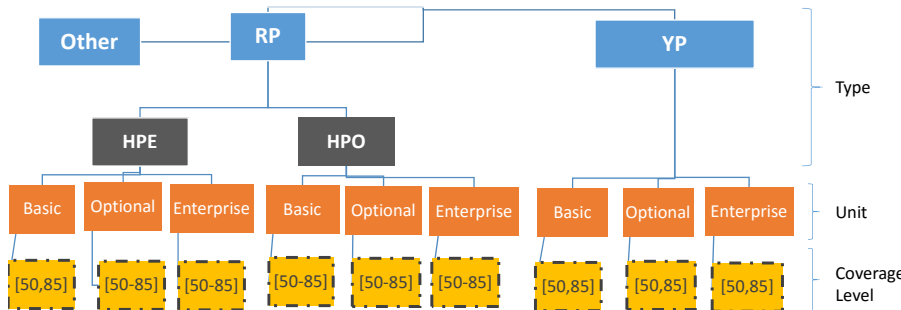 Other
RP
YP
Type
HPE
HPO
Basic
Optional
Enterprise
Basic
Optional
Enterprise
Basic
Optional
Enterprise
Unit
[50,85]
[50-85]
[50-85]
[50-85]
[50-85]
[50-85]
[50,85]
[50,85]
[50,85]
Coverage
Level